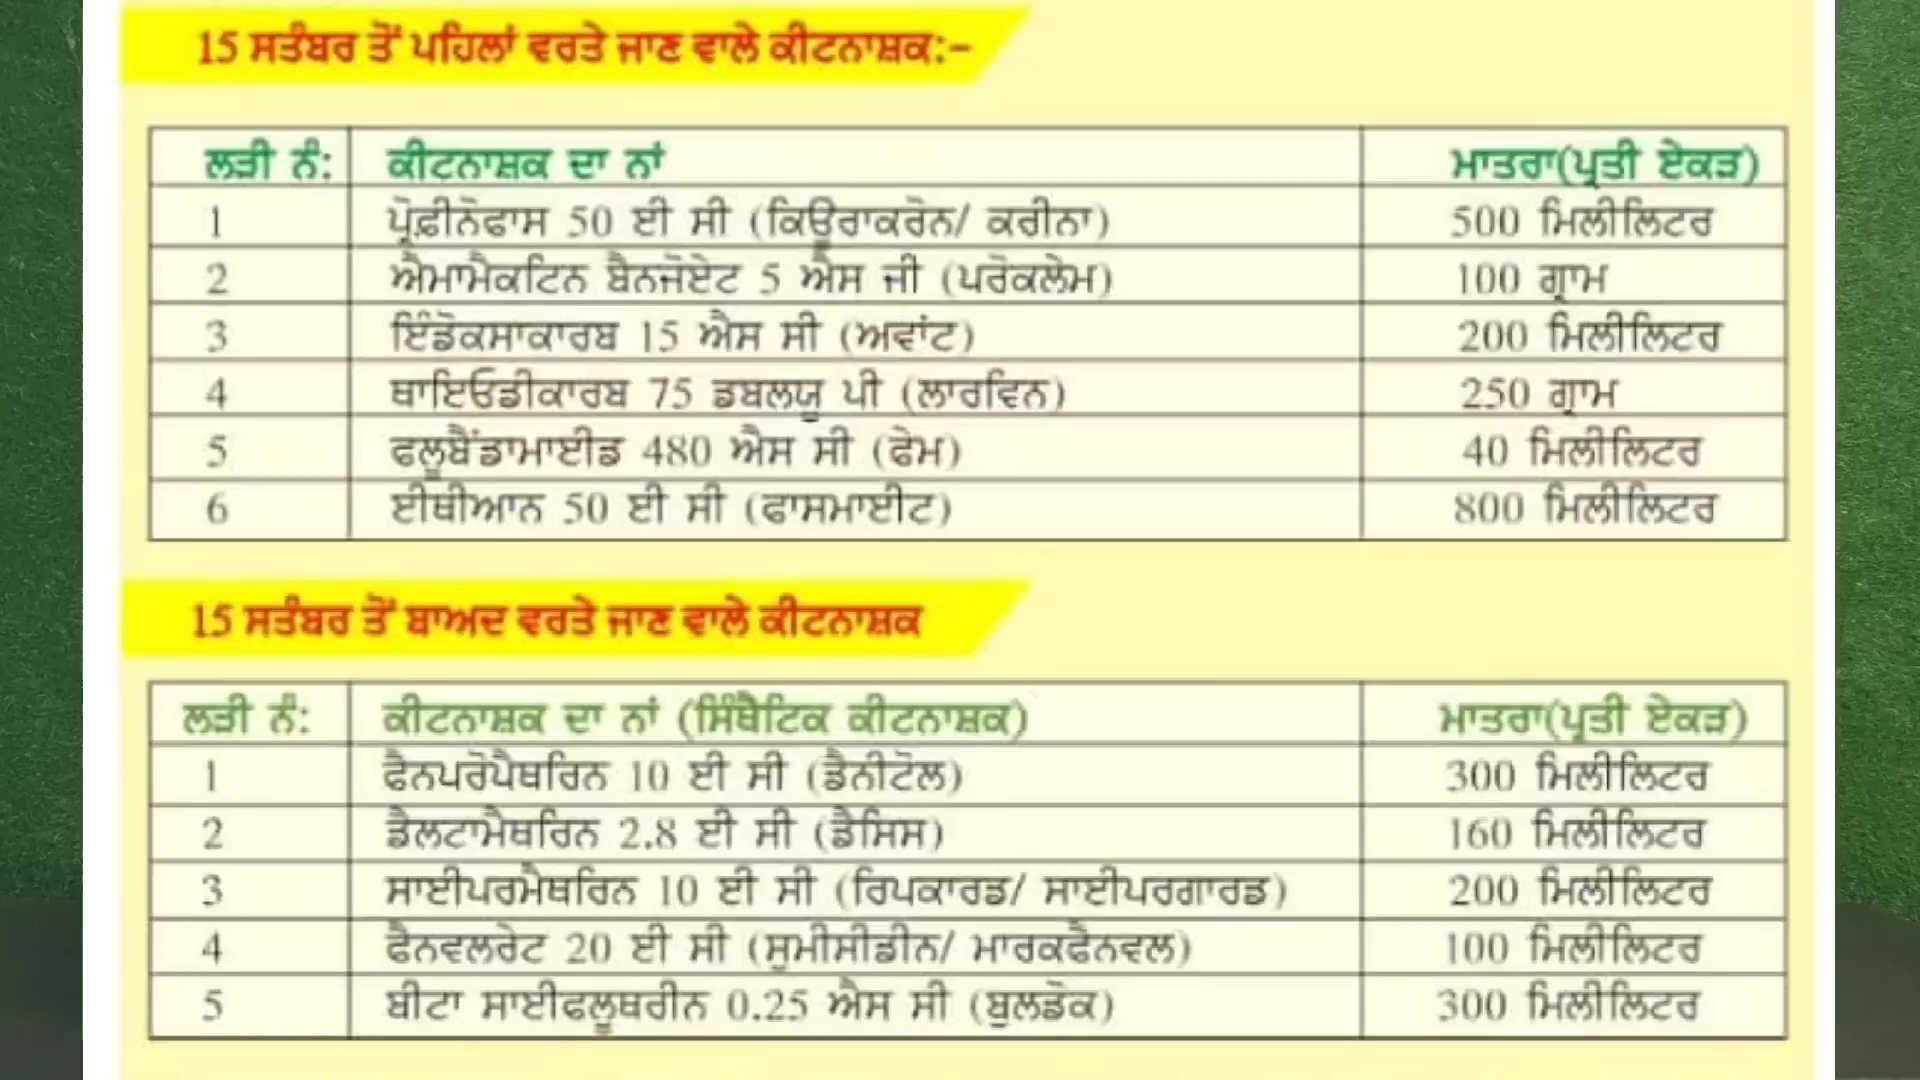 15 ਸਤੰਬਰ ਤੋਂ ਪਹਿਲਾਂ ਵਰਤੇ ਜਾਣ ਵਾਲੇ ਕੀਟਨਾਸ਼ਕ:-
ਲੜੀ ਨੰ: ਕੀਟਨਾਸ਼ਕ ਦਾ ਨਾਂ ਮਾਤਰਾ(ਪ੍ਰਤੀ ਏਕੜ)
1 ਪ੍ਰੋਫ਼ੀਨੋਫਾਸ 50 ਈ ਸੀ (ਕਿਊਰਾਕਰੋਨ/ ਕਰੀਨਾ) 500 ਮਿਲੀਲਿਟਰ
2 ਐਮਾਮੈਕਟਿਨ ਬੈਨਜੋਏਟ 5 ਐਸ ਜੀ (ਪਰੋਕਲੇਮ) 100 ਗ੍ਰਾਮ
3 ਇੰਡੋਕਸਾਕਾਰਬ 15 ਐਸ ਸੀ (ਅਵਾਂਟ) 200 ਮਿਲੀਲਿਟਰ
4 ਥਾਇਓਡੀਕਾਰਬ 75 ਡਬਲਯੂ ਪੀ (ਲਾਰਵਿਨ) 250 ਗ੍ਰਾਮ
5 ਫਲੂਬੈਂਡਾਮਾਈਡ 480 ਐਸ ਸੀ (ਫੇਮ) 40 ਮਿਲੀਲਿਟਰ
6 ਈਥੀਆਨ 50 ਈ ਸੀ (ਫਾਸਮਾਈਟ) 800 ਮਿਲੀਲਿਟਰ
15 ਸਤੰਬਰ ਤੋਂ ਬਾਅਦ ਵਰਤੇ ਜਾਣ ਵਾਲੇ ਕੀਟਨਾਸ਼ਕ
ਲੜੀ ਨੰ: ਕੀਟਨਾਸ਼ਕ ਦਾ ਨਾਂ (ਸਿੰਥੈਟਿਕ ਕੀਟਨਾਸ਼ਕ) ਮਾਤਰਾ(ਪ੍ਰਤੀ ਏਕੜ)
1 ਫੈਨਪਰੋਪੈਥਰਿਨ 10 ਈ ਸੀ (ਡੈਨੀਟੋਲ) 300 ਮਿਲੀਲਿਟਰ
2 ਡੈਲਟਾਮੈਥਰਿਨ 2.8 ਈ ਸੀ (ਡੈਸਿਸ) 160 ਮਿਲੀਲਿਟਰ
3 ਸਾਈਪਰਮੈਥਰਿਨ 10 ਈ ਸੀ (ਰਿਪਕਾਰਡ/ ਸਾਈਪਰਗਾਰਡ) 200 ਮਿਲੀਲਿਟਰ
4 ਫੈਨਵਲਰੇਟ 20 ਈ ਸੀ (ਸੁਮੀਸੀਡੀਨ/ ਮਾਰਕਫੈਨਵਲ) 100 ਮਿਲੀਲਿਟਰ
5 ਬੀਟਾ ਸਾਈਫਲੂਥਰੀਨ 0.25 ਐਸ ਸੀ (ਬੁਲਡੋਕ) 300 ਮਿਲੀਲਿਟਰ